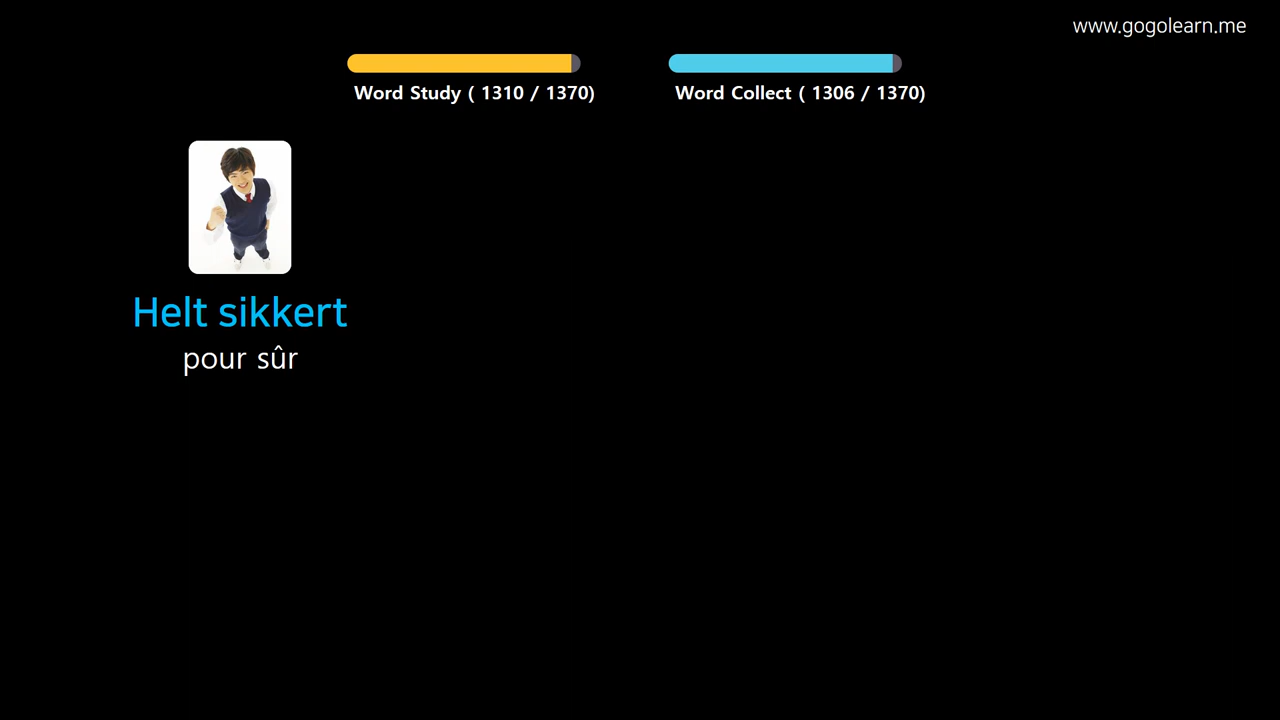 www.gogolearn.me
Word Study ( 1310 / 1370)
Word Collect ( 1306 / 1370)
Helt sikkert
pour sûr